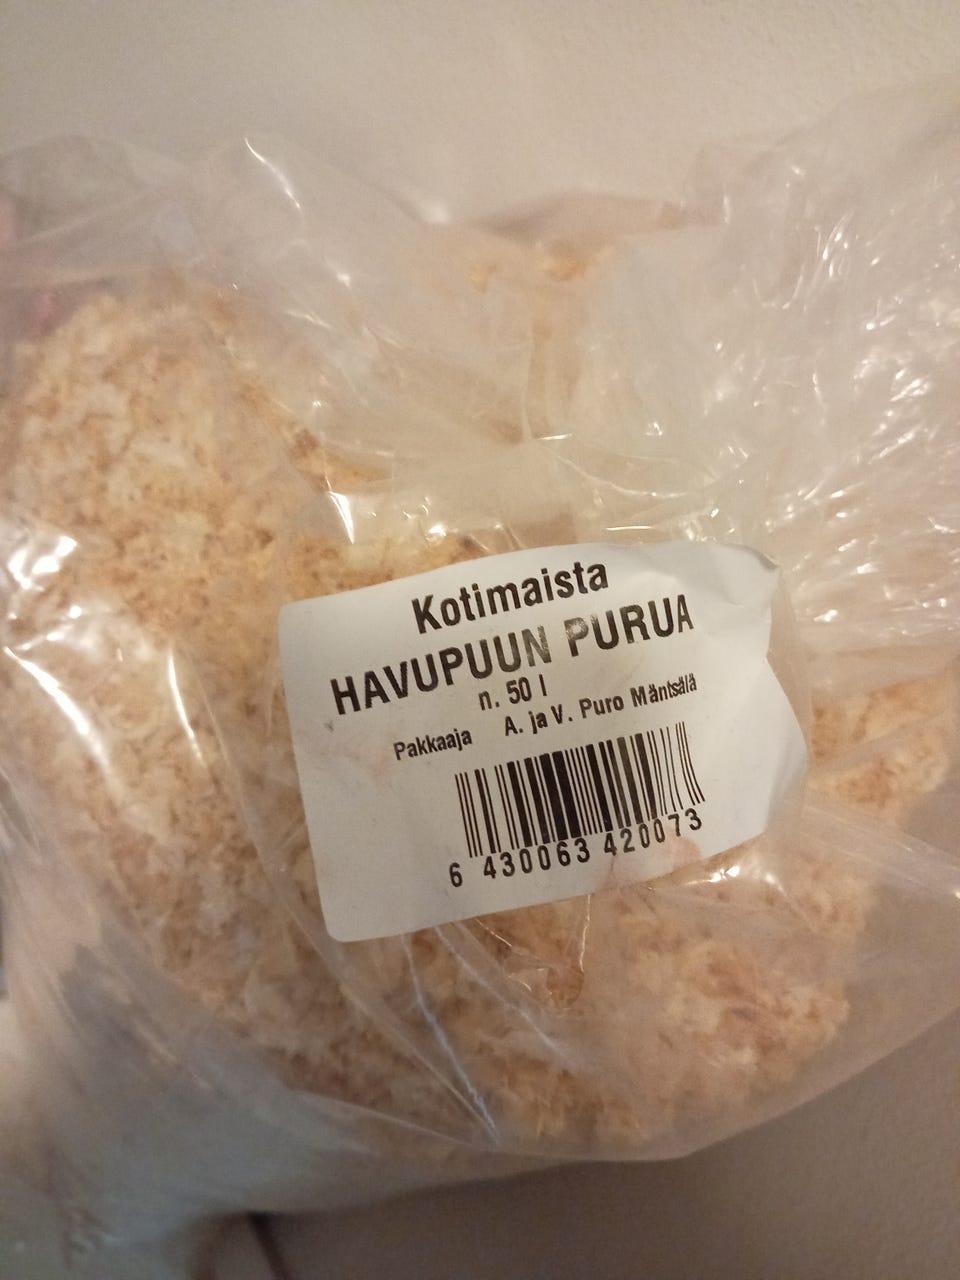 Kotimaista
HAVUPUUN PURUA
n. 50 l
Pakkaaja A. ja V. Puro Mäntsälä
6 430063 420073